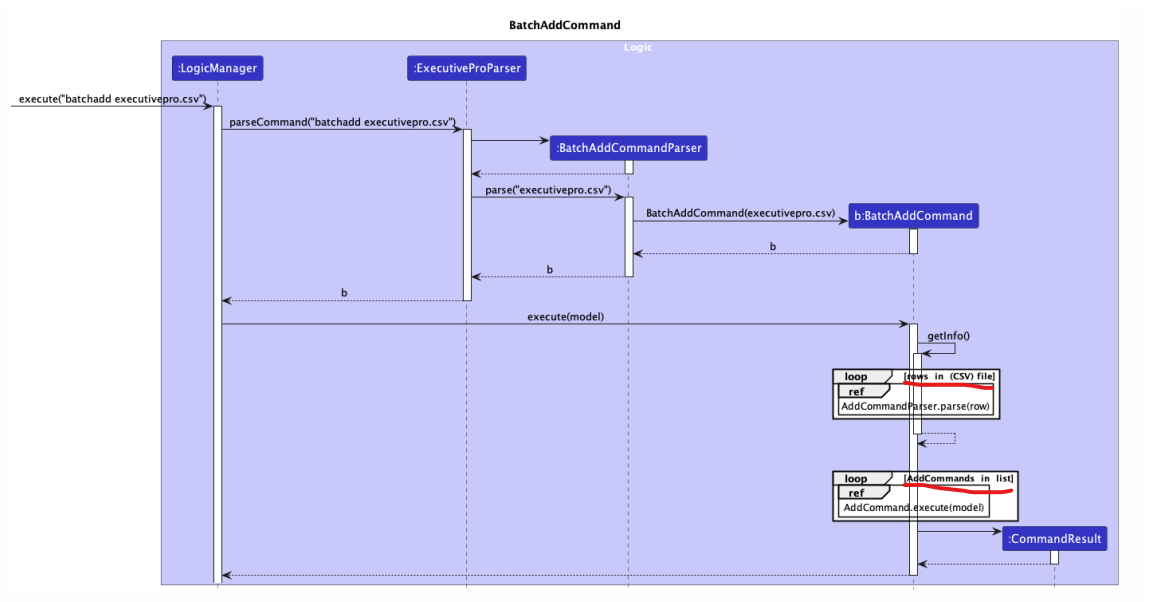 BatchAddCommand
Logic
:LogicManager
:ExecutiveProParser
execute("batchadd executivepro.csv")
parseCommand("batchadd executivepro.csv")
:BatchAddCommandParser
parse("executivepro.csv")
BatchAddCommand(executivepro.csv)
b:BatchAddCommand
b
b
b
execute(model)
getInfo()
loop [rows in (CSV) file]
ref
AddCommandParser.parse(row)
loop [AddCommands in list]
ref
AddCommand.execute(model)
:CommandResult